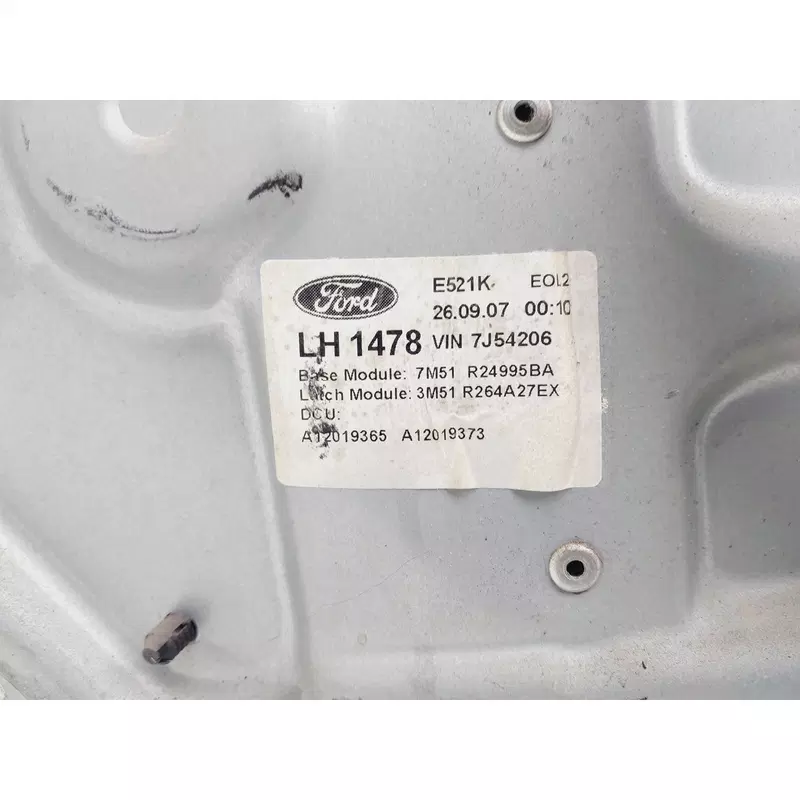 Ford
E521K EOL2
26.09.07 00:10
LH 1478 VIN 7J54206
Base Module: 7M51 R24995BA
Latch Module: 3M51 R264A27EX
DCU:
A12019365 A12019373